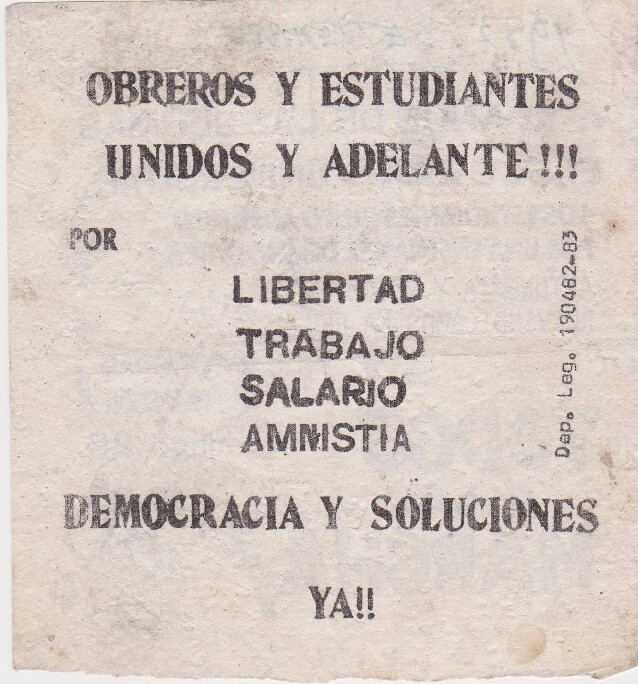 OBREROS Y ESTUDIANTES
UNIDOS Y ADELANTE!!!
POR
LIBERTAD
TRABAJO
SALARIO
AMNISTIA
DEMOCRACIA Y SOLUCIONES
YA!!
Dep. Leg. 190482-83